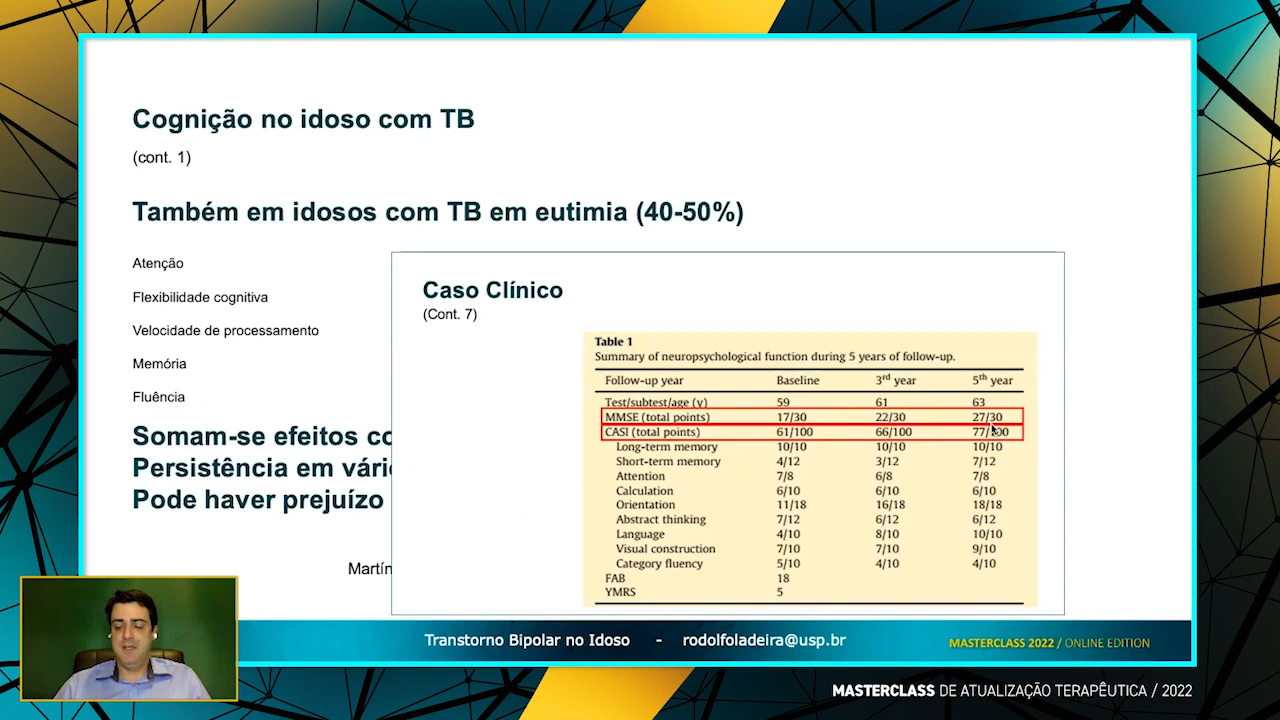 Cognição no idoso com TB
(cont. 1)
Também em idosos com TB em eutimia (40-50%)
Atenção
Flexibilidade cognitiva
Velocidade de processamento
Memória
Fluência
Somam-se efeitos co
Persistência em vári
Pode haver prejuízo
Martín
Caso Clínico
(Cont. 7)
Table 1
Summary of neuropsychological function during 5 years of follow-up.
Follow-up year Baseline 3rd year 5th year
Test/subtest/age (y) 59 61 63
MMSE (total points) 17/30 22/30 27/30
CASI (total points) 61/100 66/100 77/100
Long-term memory 10/10 10/10 10/10
Short-term memory 4/12 3/12 7/12
Attention 7/8 6/8 7/8
Calculation 6/10 6/10 6/10
Orientation 11/18 16/18 18/18
Abstract thinking 7/12 6/12 6/12
Language 4/10 8/10 10/10
Visual construction 7/10 7/10 9/10
Category fluency 5/10 4/10 4/10
FAB 18
YMRS 5
Transtorno Bipolar no Idoso - rodolfoladeira@usp.br
MASTERCLASS 2022 / ONLINE EDITION
MASTERCLASS DE ATUALIZAÇÃO TERAPÊUTICA / 2022